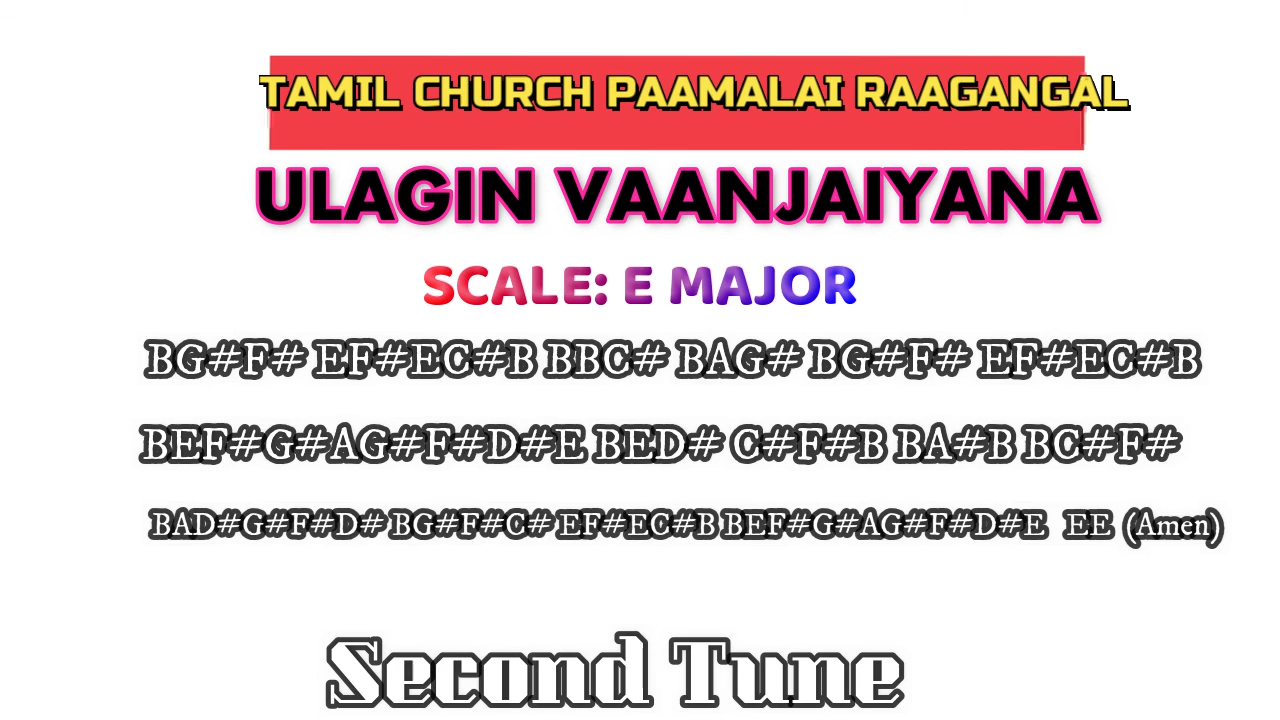 TAMIL CHURCH PAAMALAI RAAGANGAL
ULAGIN VAANJAIYANA
SCALE: E MAJOR
BG#F# EF#EC#B BBC# BAG# BG#F# EF#EC#B
BEF#G#AG#F#D#E BED# C#F#B BA#B BC#F#
BAD#G#F#D# BG#F#C# EF#EC#B BEF#G#AG#F#D#E EE (Amen)
Second Tune